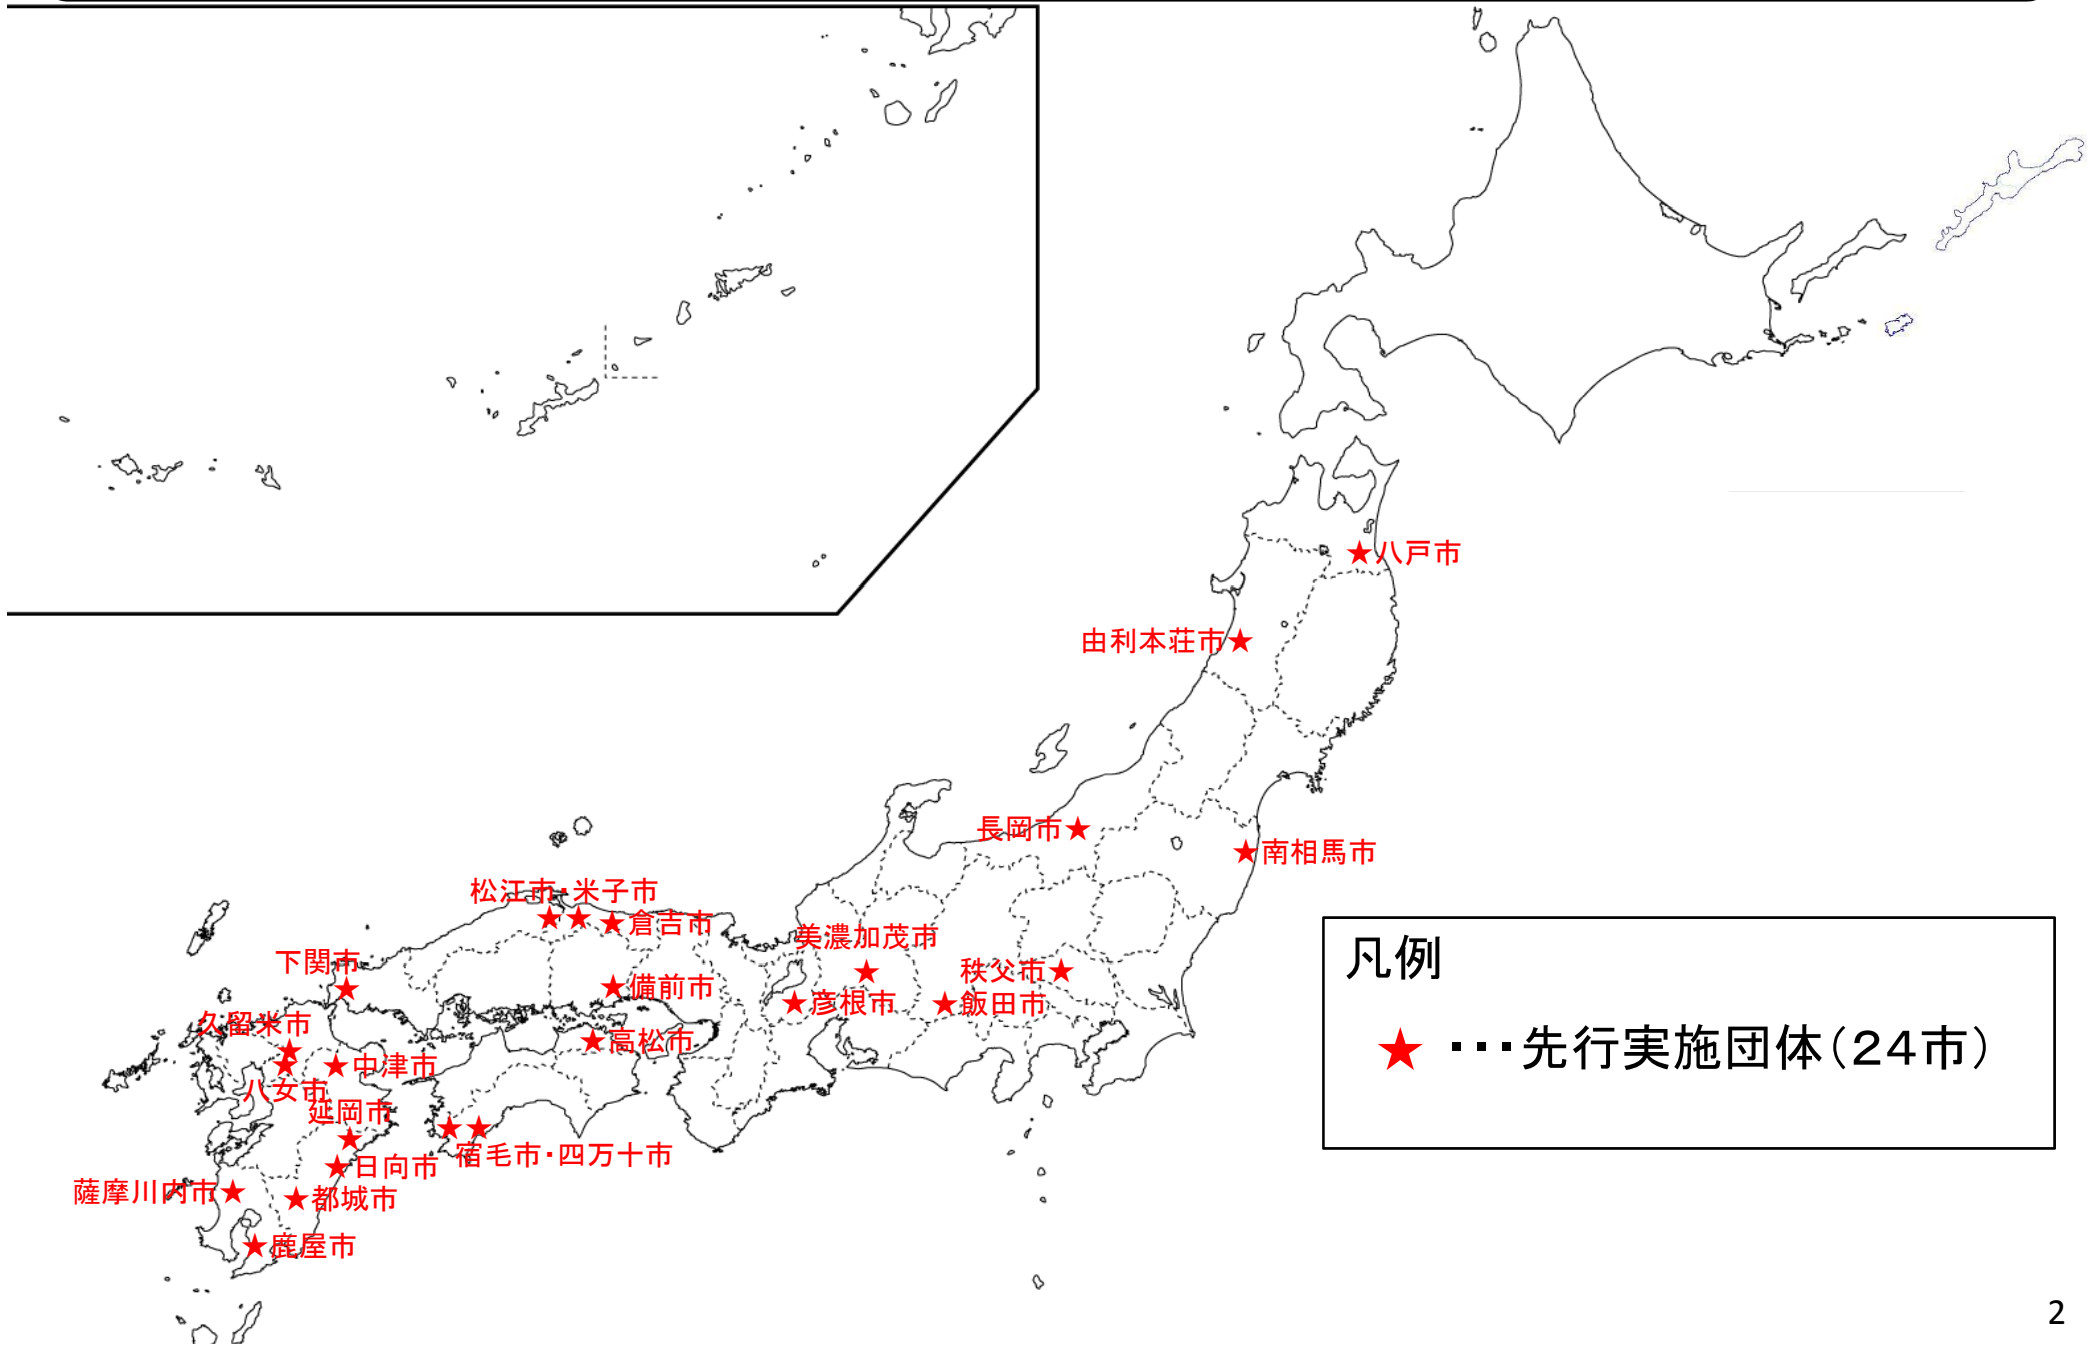 八戸市
由利本荘市
長岡市
南相馬市
松江市・米子市
倉吉市
美濃加茂市
下関市
秩父市
備前市
彦根市
飯田市
久留米市
高松市
中津市
八女市
延岡市
宿毛市・四万十市
日向市
薩摩川内市
都城市
鹿屋市
凡例
★ ・・・先行実施団体(24市)
2